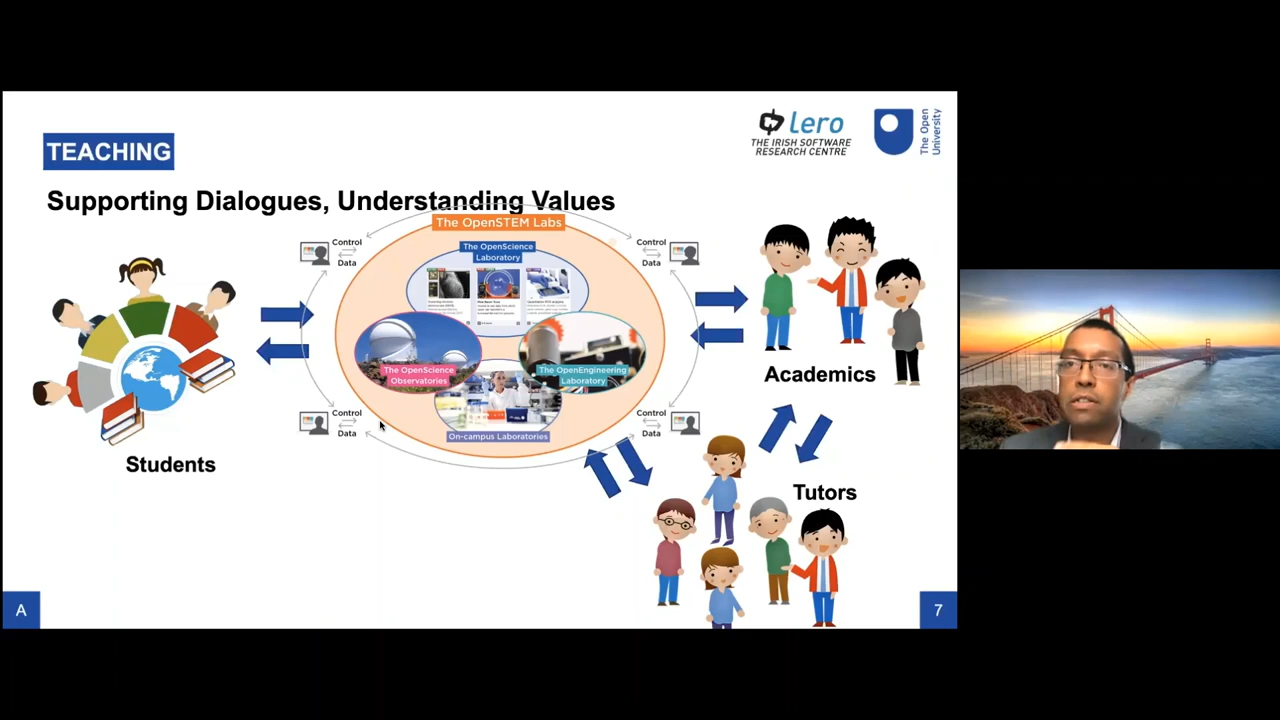 TEACHING
lero
THE IRISH SOFTWARE
RESEARCH CENTRE
The Open
University
Supporting Dialogues, Understanding Values
The OpenSTEM Labs
Control
Data
Control
Data
The OpenScience
Laboratory
The OpenScience
Observatories
The OpenEngineering
Laboratory
On-campus Laboratories
Control
Data
Control
Data
Students
Academics
Tutors
A
7